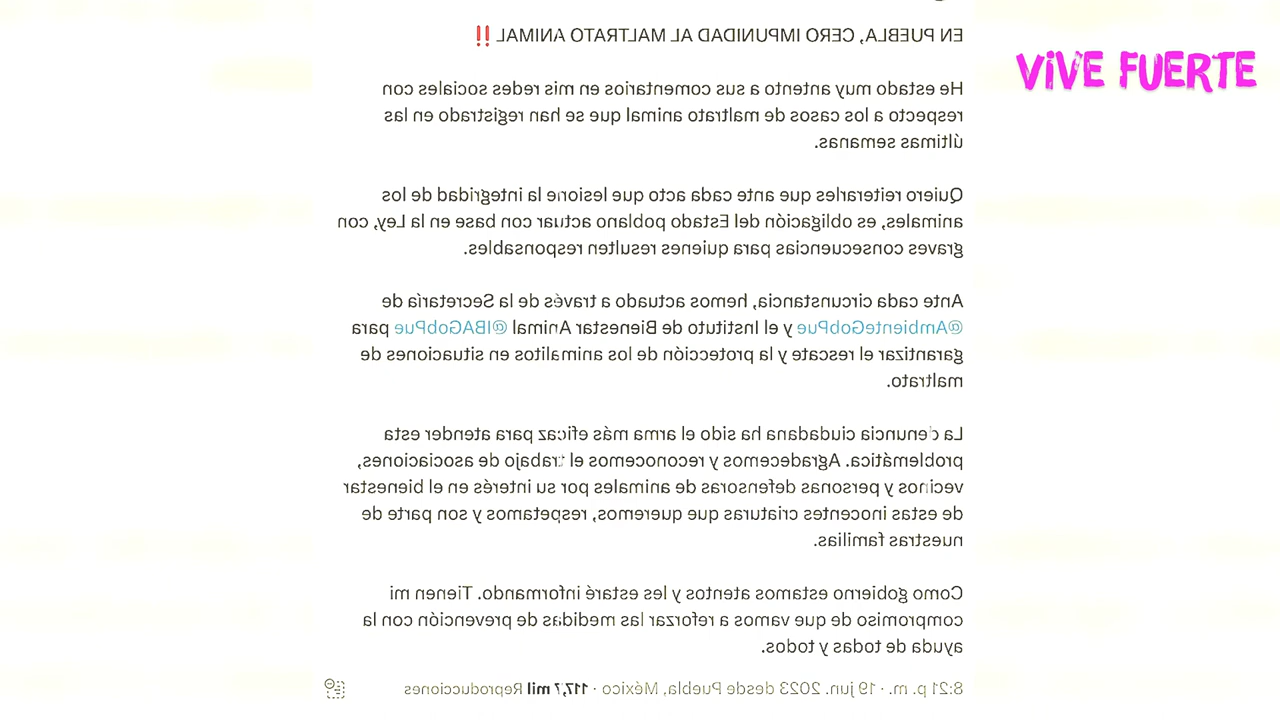 EN PUEBLA, CERO IMPUNIDAD AL MALTRATO ANIMAL ‼️
VIVE FUERTE
He estado muy antento a sus comentarios en mis redes sociales con
respecto a los casos de maltrato animal que se han registrado en las
últimas semanas.
Quiero reiterarles que ante cada acto que lesione la integridad de los
animales, es obligación del Estado poblano actuar con base en la Ley, con
graves consecuencias para quienes resulten responsables.
Ante cada circunstancia, hemos actuado a través de la Secretaría de
@AmbienteGobPue y el Instituto de Bienestar Animal @IBAGobPue para
garantizar el rescate y la protección de los animalitos en situaciones de
maltrato.
La denuncia ciudadana ha sido el arma más eficaz para atender esta
problemática. Agradecemos y reconocemos el trabajo de asociaciones,
vecinos y personas defensoras de animales por su interés en el bienestar
de estas inocentes criaturas que queremos, respetamos y son parte de
nuestras familias.
Como gobierno estamos atentos y les estaré informando. Tienen mi
compromiso de que vamos a reforzar las medidas de prevención con la
ayuda de todas y todos.
8:21 p. m. · 19 jun. 2023 desde Puebla, México · 117,7 mil Reproducciones